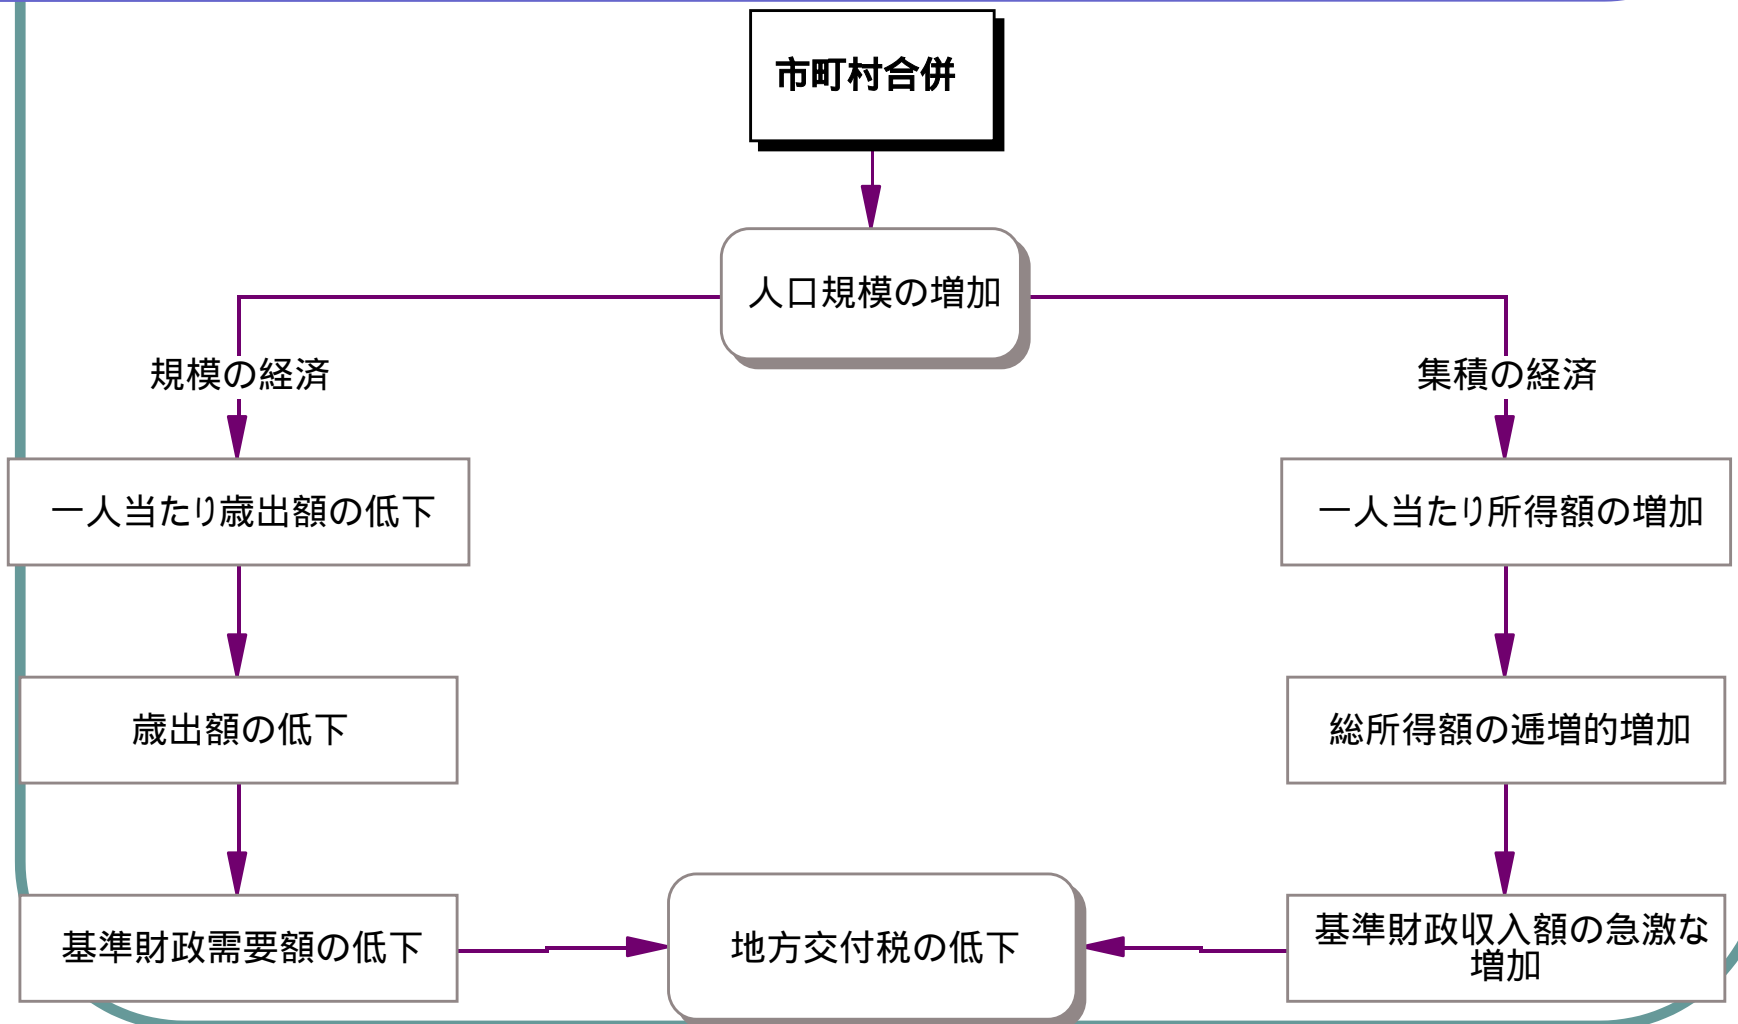 市町村合併
人口規模の増加
規模の経済
集積の経済
一人当たり歳出額の低下
一人当たり所得額の増加
歳出額の低下
総所得額の逓増的増加
基準財政需要額の低下
地方交付税の低下
基準財政収入額の急激な
増加